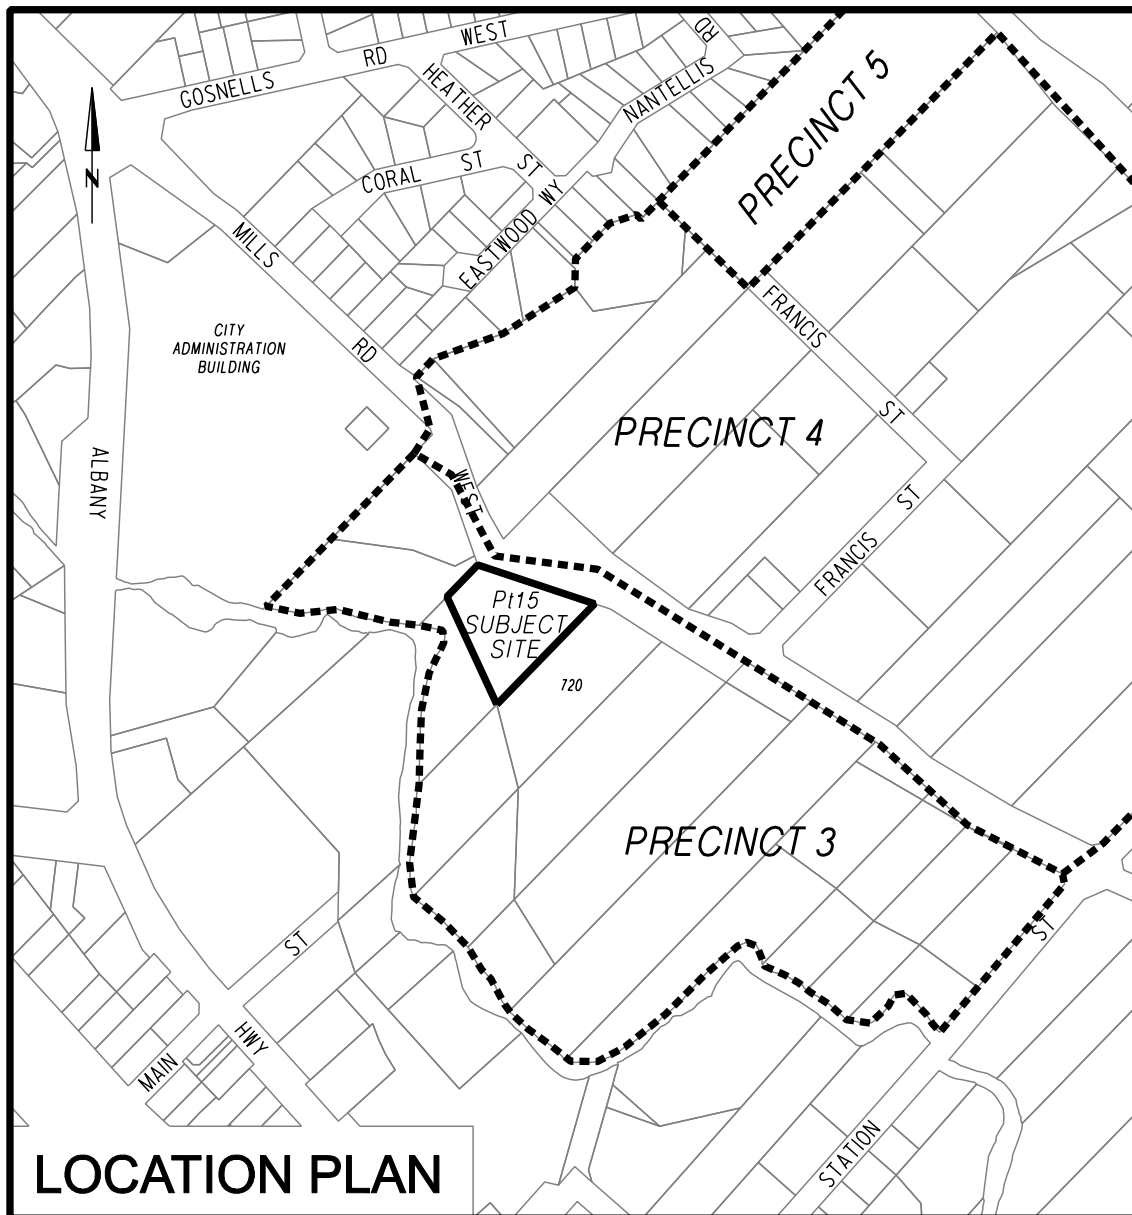 WEST
RD
GOSNELLS
RD
HEATHER
ST
NANTELLIS
RD
CORAL ST
EASTWOOD WY
PRECINCT 5
N
MILLS
RD
WEST
CITY
ADMINISTRATION
BUILDING
FRANCIS
ST
PRECINCT 4
ALBANY
FRANCIS
ST
Pt15
SUBJECT
SITE
720
PRECINCT 3
ST
MAIN
HWY
ST
STATION
LOCATION PLAN